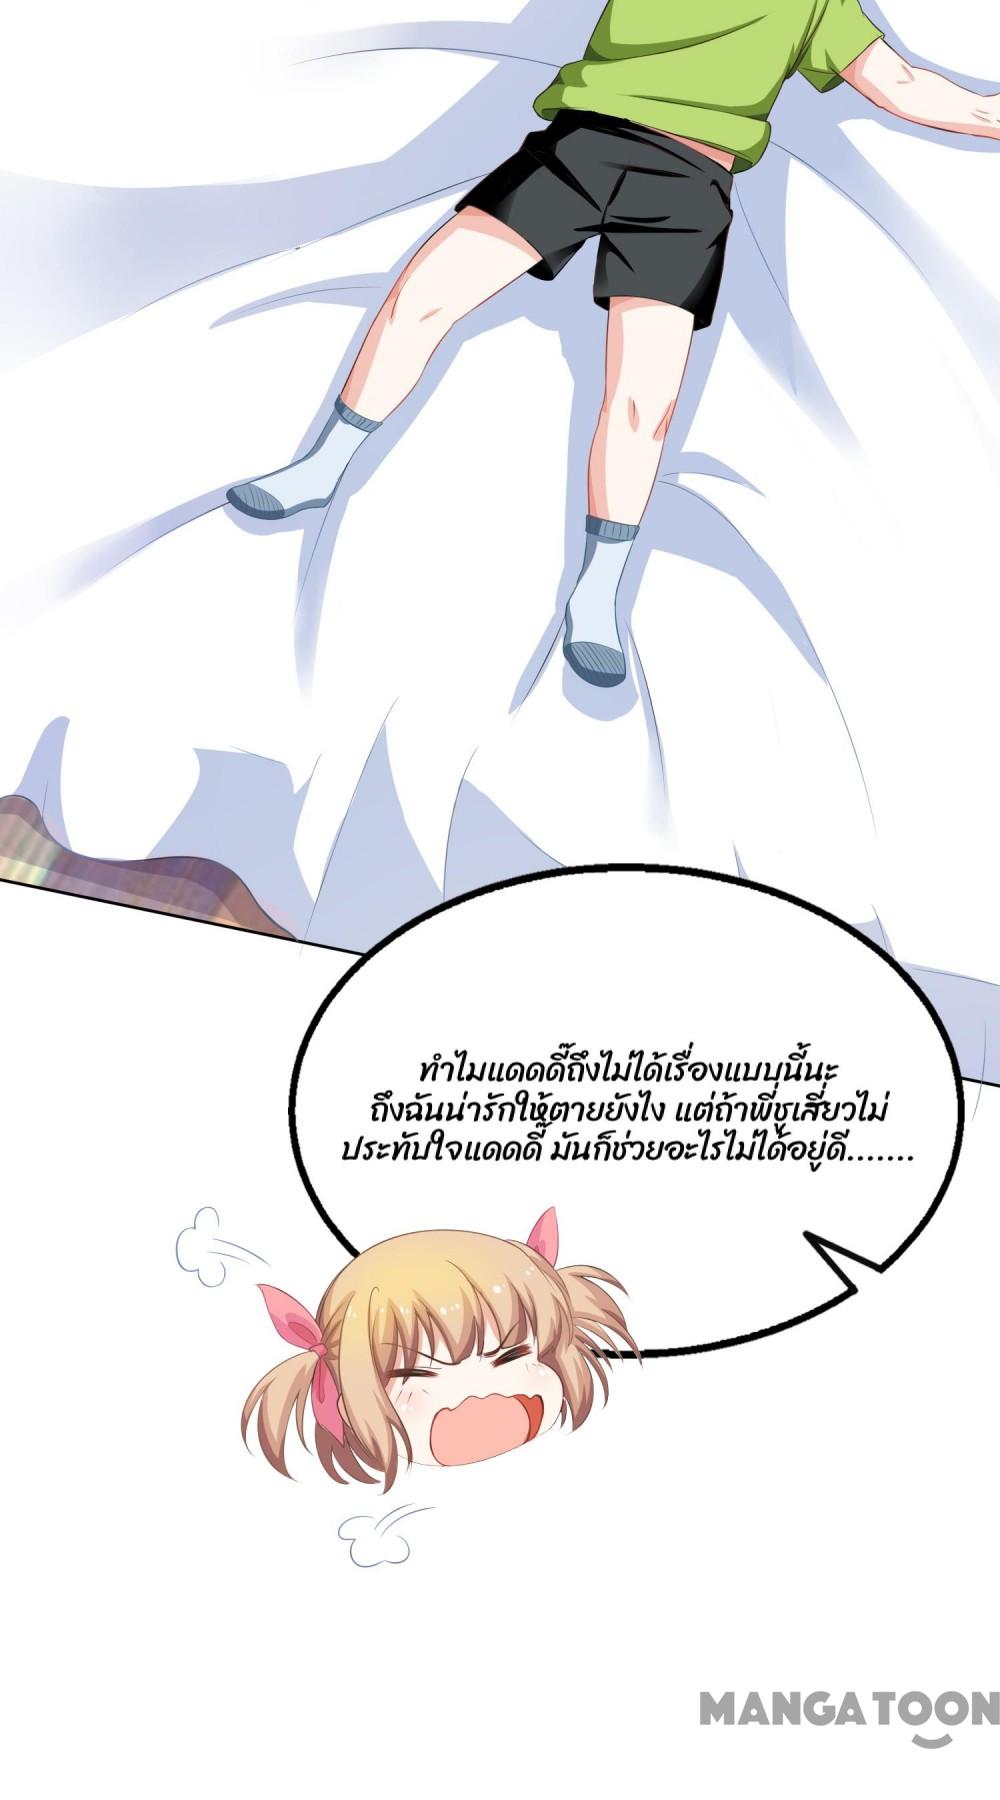 ทำไมแดดดี๊ถึงไม่ได้เรื่องแบบนี้นะ
ถึงฉันน่ารักให้ตายยังไง แต่ถ้าพี่ชูเสี่ยวไม่
ประทับใจแดดดี๊ มันก็ช่วยอะไรไม่ได้อยู่ดี.......
MANGATOON